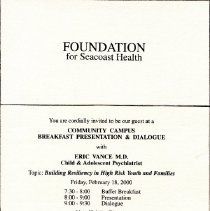 FOUNDATION
for Seacoast Health
You are cordially invited to be our guest at a
COMMUNITY CAMPUS
BREAKFAST PRESENTATION & DIALOGUE
with
ERIC VANCE M.D.
Child & Adolescent Psychiatrist
Topic: Building Resiliency in High Risk Youth and Families
Friday, February 18, 2000
7:30 - 8:00 Buffet Breakfast
8:00 - 9:00 Presentation
9:00 - 9:30 Dialogue